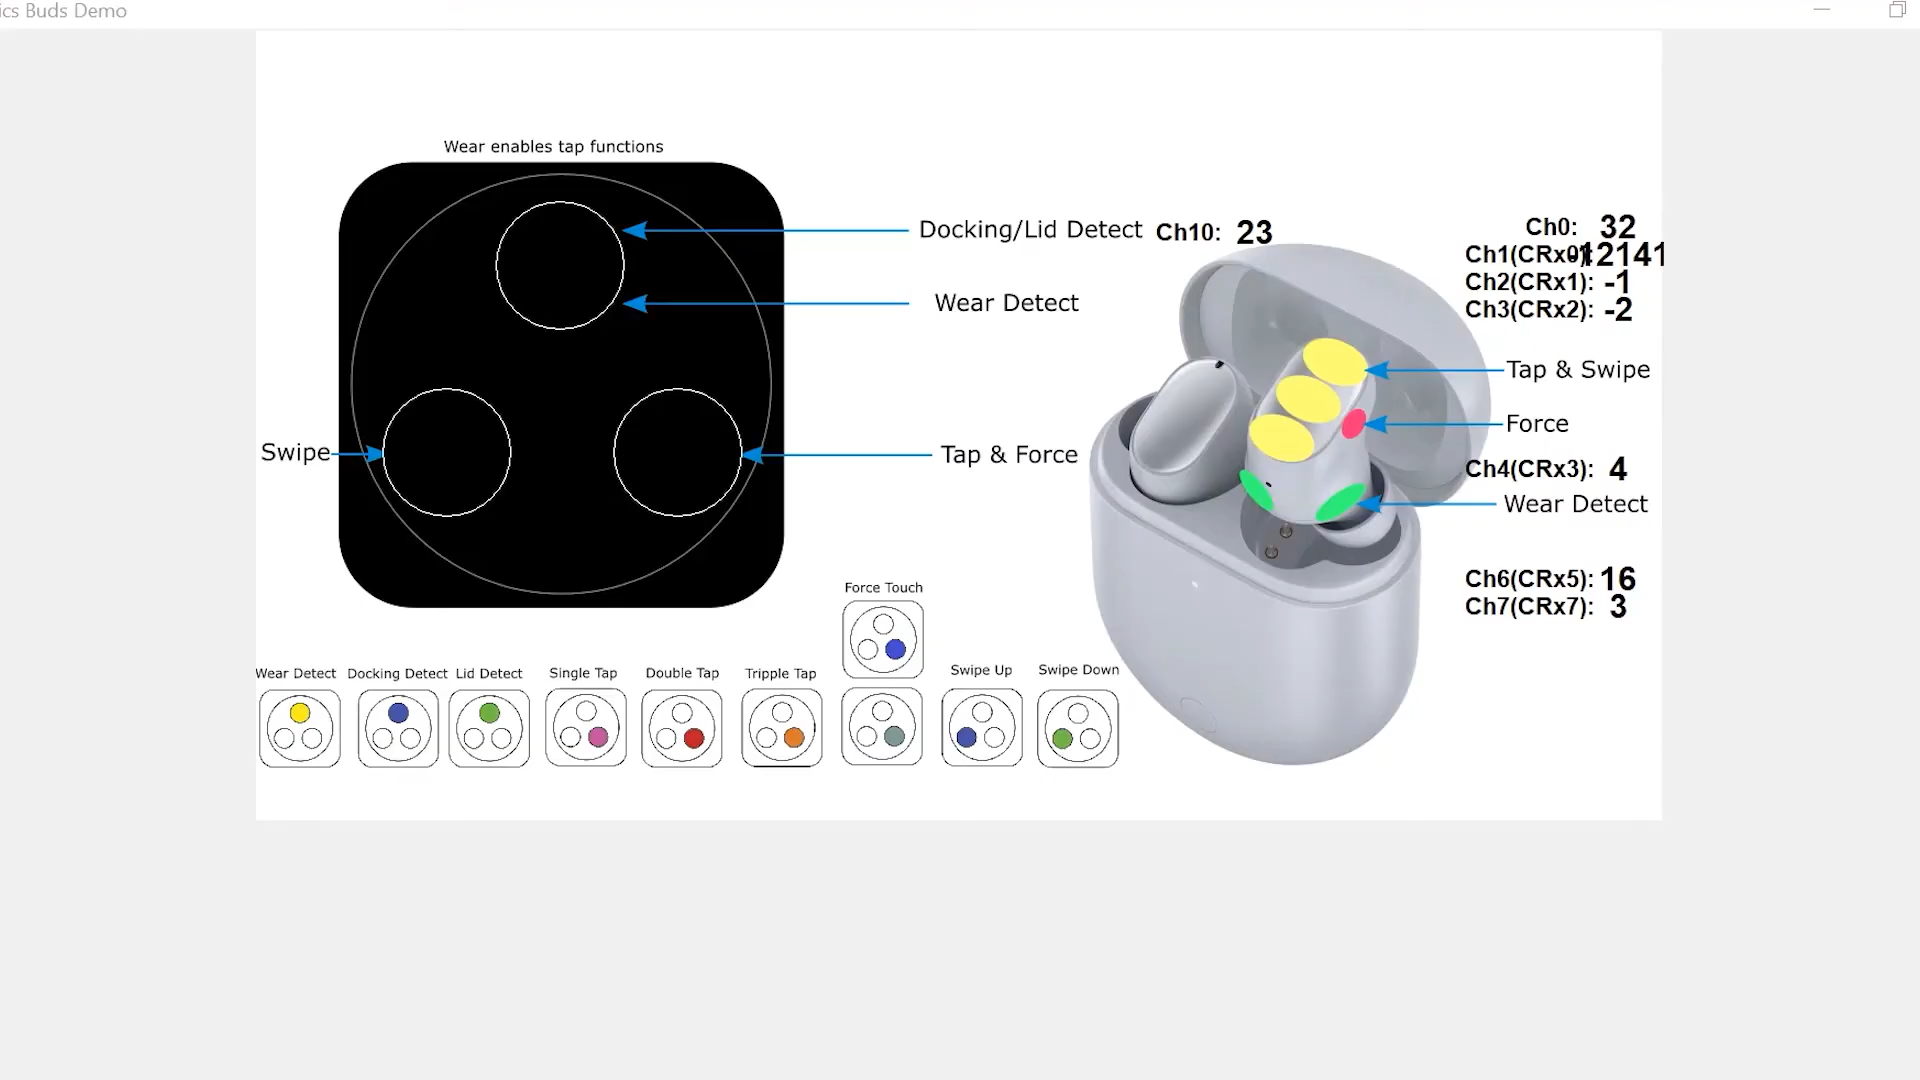 ics Buds Demo
Wear enables tap functions
Docking/Lid Detect Ch10: 23
Wear Detect
Swipe
Tap & Force
Ch0: 32
Ch1(CRx0): -12141
Ch2(CRx1): -1
Ch3(CRx2): -2
Tap & Swipe
Force
Ch4(CRx3): 4
Wear Detect
Ch6(CRx5): 16
Ch7(CRx7): 3
Force Touch
Wear Detect Docking Detect Lid Detect Single Tap Double Tap Tripple Tap Swipe Up Swipe Down